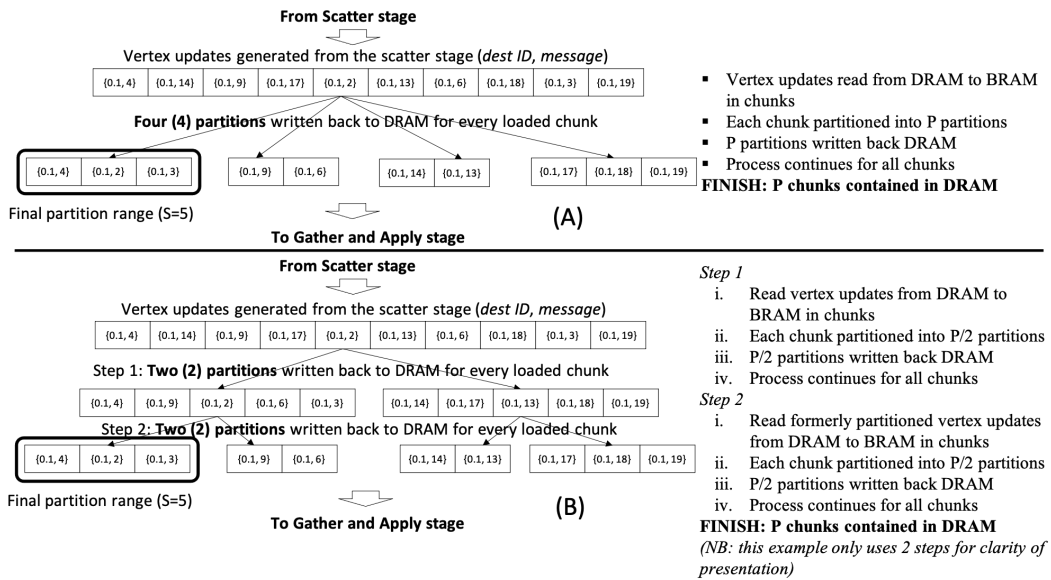 From Scatter stage
Vertex updates generated from the scatter stage (dest ID, message)
{0.1, 4} {0.1, 14} {0.1, 9} {0.1, 17} {0.1, 2} {0.1, 13} {0.1, 6} {0.1, 18} {0.1, 3} {0.1, 19}
Four (4) partitions written back to DRAM for every loaded chunk
{0.1, 4} {0.1, 2} {0.1, 3} {0.1, 9} {0.1, 6} {0.1, 14} {0.1, 13} {0.1, 17} {0.1, 18} {0.1, 19}
Final partition range (S=5)
(A)
To Gather and Apply stage
▪ Vertex updates read from DRAM to BRAM
in chunks
▪ Each chunk partitioned into P partitions
▪ P partitions written back DRAM
▪ Process continues for all chunks
FINISH: P chunks contained in DRAM
From Scatter stage
Vertex updates generated from the scatter stage (dest ID, message)
{0.1, 4} {0.1, 14} {0.1, 9} {0.1, 17} {0.1, 2} {0.1, 13} {0.1, 6} {0.1, 18} {0.1, 3} {0.1, 19}
Step 1: Two (2) partitions written back to DRAM for every loaded chunk
{0.1, 4} {0.1, 9} {0.1, 2} {0.1, 6} {0.1, 3} {0.1, 14} {0.1, 17} {0.1, 13} {0.1, 18} {0.1, 19}
Step 2: Two (2) partitions written back to DRAM for every loaded chunk
{0.1, 4} {0.1, 2} {0.1, 3} {0.1, 9} {0.1, 6} {0.1, 14} {0.1, 13} {0.1, 17} {0.1, 18} {0.1, 19}
Final partition range (S=5)
(B)
To Gather and Apply stage
Step 1
i. Read vertex updates from DRAM to
BRAM in chunks
ii. Each chunk partitioned into P/2 partitions
iii. P/2 partitions written back DRAM
iv. Process continues for all chunks
Step 2
i. Read formerly partitioned vertex updates
from DRAM to BRAM in chunks
ii. Each chunk partitioned into P/2 partitions
iii. P/2 partitions written back DRAM
iv. Process continues for all chunks
FINISH: P chunks contained in DRAM
(NB: this example only uses 2 steps for clarity of
presentation)